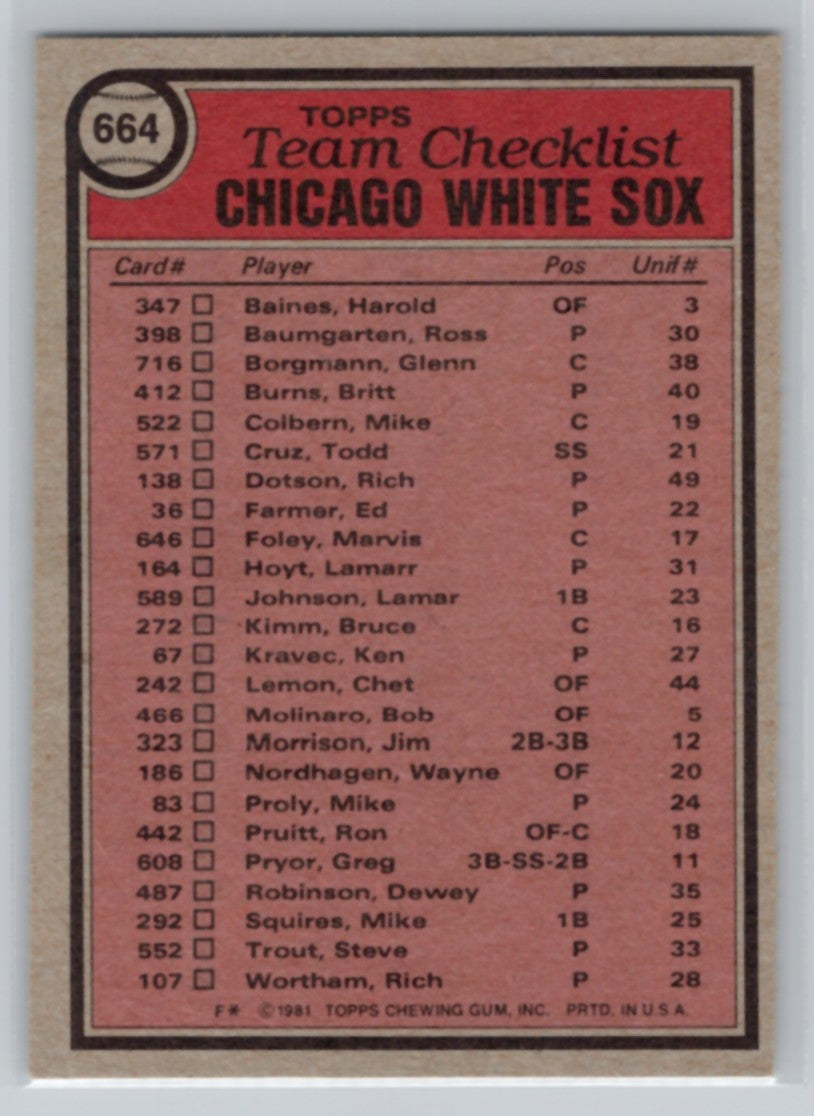 664
TOPPS
Team Checklist
CHICAGO WHITE SOX
Card# Player Pos Unif#
347 Baines, Harold OF 3
398 Baumgarten, Ross P 30
716 Borgmann, Glenn C 38
412 Burns, Britt P 40
522 Colbern, Mike C 19
571 Cruz, Todd SS 21
138 Dotson, Rich P 49
36 Farmer, Ed P 22
646 Foley, Marvis C 17
164 Hoyt, Lamarr P 31
589 Johnson, Lamar 1B 23
272 Kimm, Bruce C 16
67 Kravec, Ken P 27
242 Lemon, Chet OF 44
466 Molinaro, Bob OF 5
323 Morrison, Jim 2B-3B 12
186 Nordhagen, Wayne OF 20
83 Proly, Mike P 24
442 Pruitt, Ron OF-C 18
608 Pryor, Greg 3B-SS-2B 11
487 Robinson, Dewey P 35
292 Squires, Mike 1B 25
552 Trout, Steve P 33
107 Wortham, Rich P 28
F* ©1981 TOPPS CHEWING GUM, INC. PRTD. IN U.S.A.